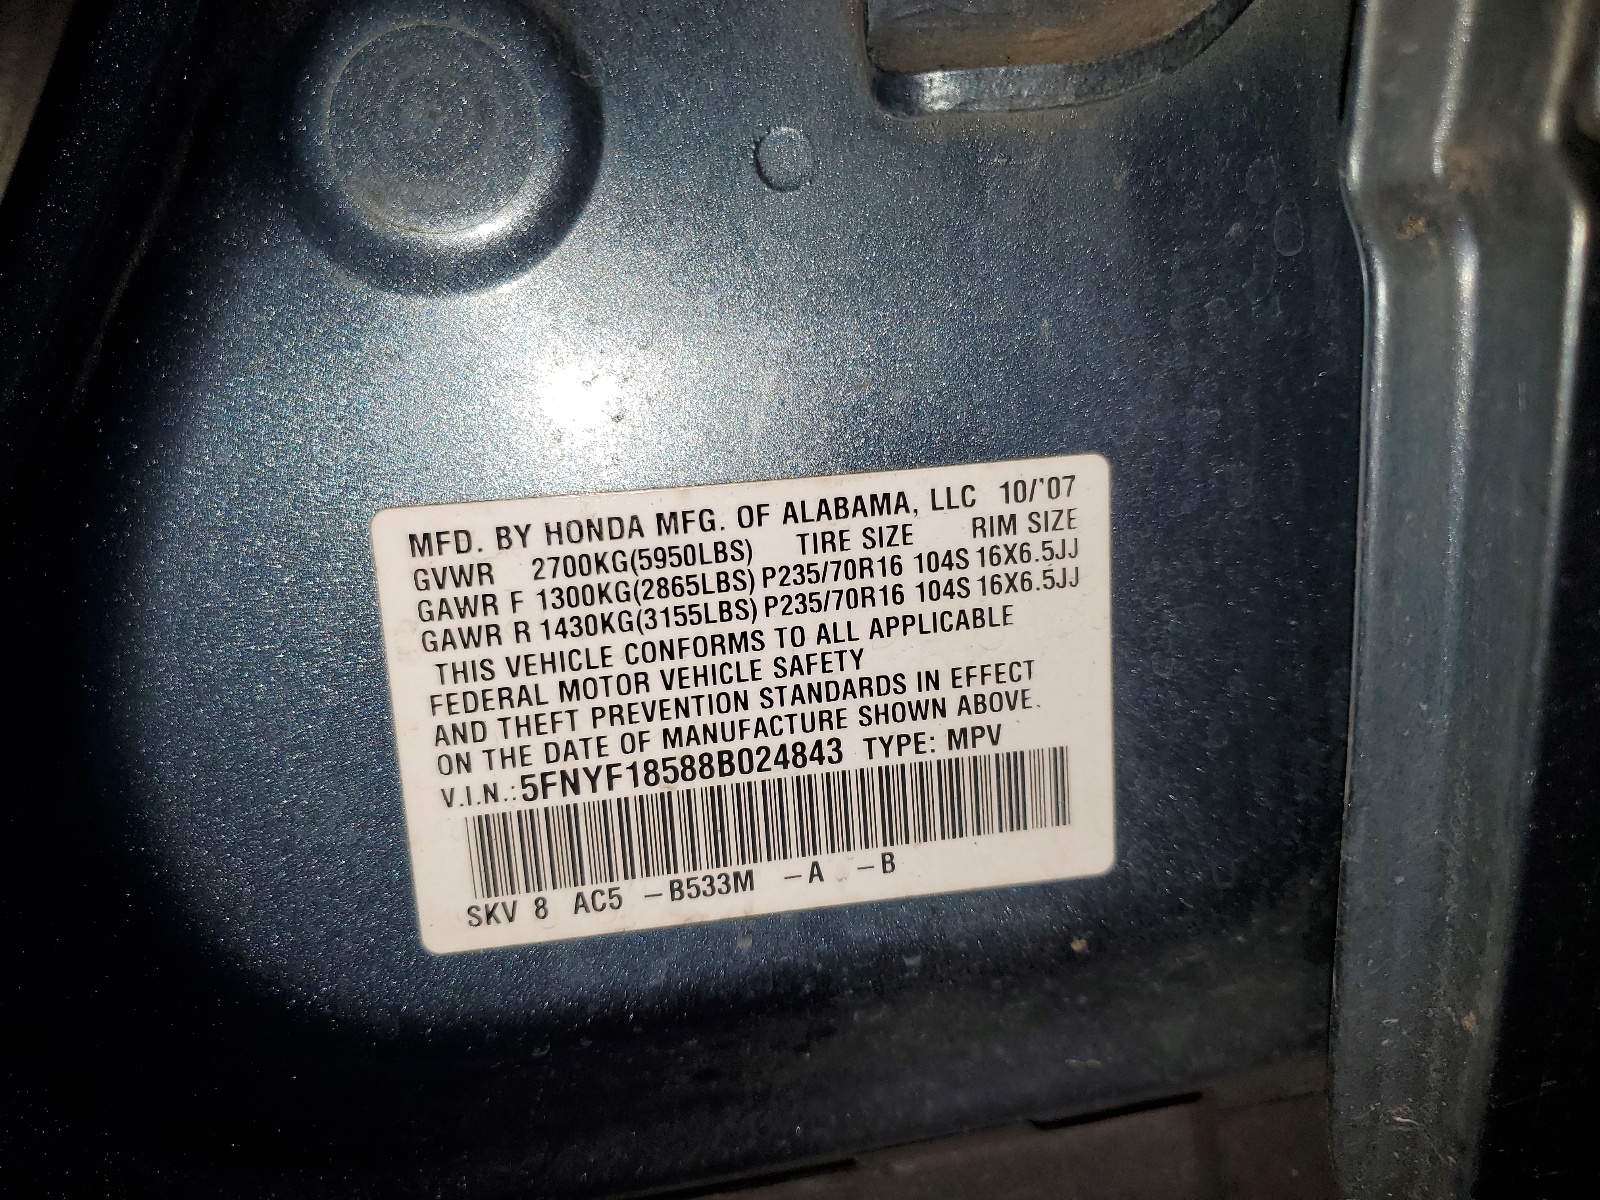 MFD. BY HONDA MFG. OF ALABAMA, LLC 10/'07
GVWR 2700KG(5950LBS) TIRE SIZE RIM SIZE
GAWR F 1300KG(2865LBS) P235/70R16 104S 16X6.5JJ
GAWR R 1430KG(3155LBS) P235/70R16 104S 16X6.5JJ
THIS VEHICLE CONFORMS TO ALL APPLICABLE
FEDERAL MOTOR VEHICLE SAFETY
AND THEFT PREVENTION STANDARDS IN EFFECT
ON THE DATE OF MANUFACTURE SHOWN ABOVE.
V.I.N.: 5FNYF18588B024843 TYPE: MPV
SKV 8 AC5 -B533M -A -B